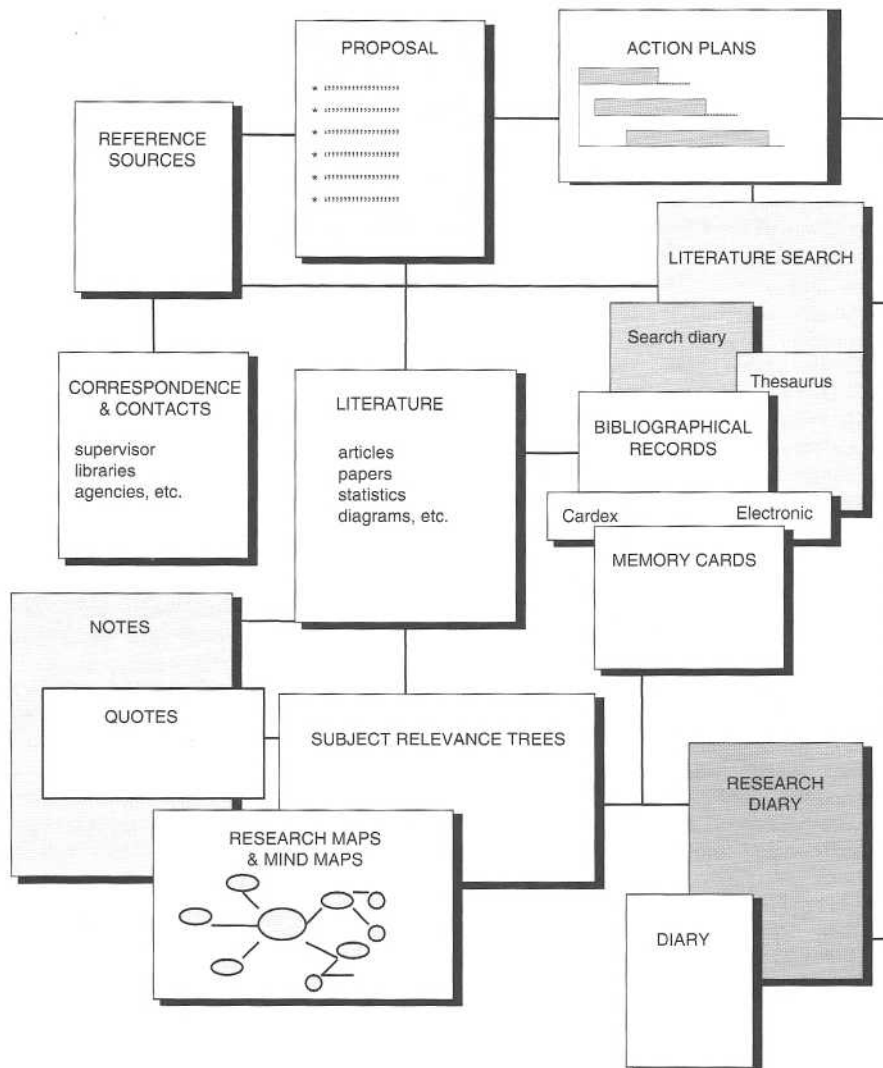 PROPOSAL
ACTION PLANS
REFERENCE
SOURCES
LITERATURE SEARCH
Search diary
Thesaurus
CORRESPONDENCE
& CONTACTS
supervisor
libraries
agencies, etc.
LITERATURE
articles
papers
statistics
diagrams, etc.
BIBLIOGRAPHICAL
RECORDS
Cardex
Electronic
MEMORY CARDS
NOTES
QUOTES
SUBJECT RELEVANCE TREES
RESEARCH
DIARY
RESEARCH MAPS
& MIND MAPS
DIARY